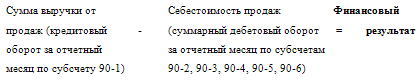 Сумма выручки от Себестоимость продаж Финансовый
продаж (кредитовый - (суммарный дебетовый оборот = результат
оборот за отчетный за отчетный месяц по субсчетам
месяц по субсчету 90-1) 90-2, 90-3, 90-4, 90-5, 90-6)